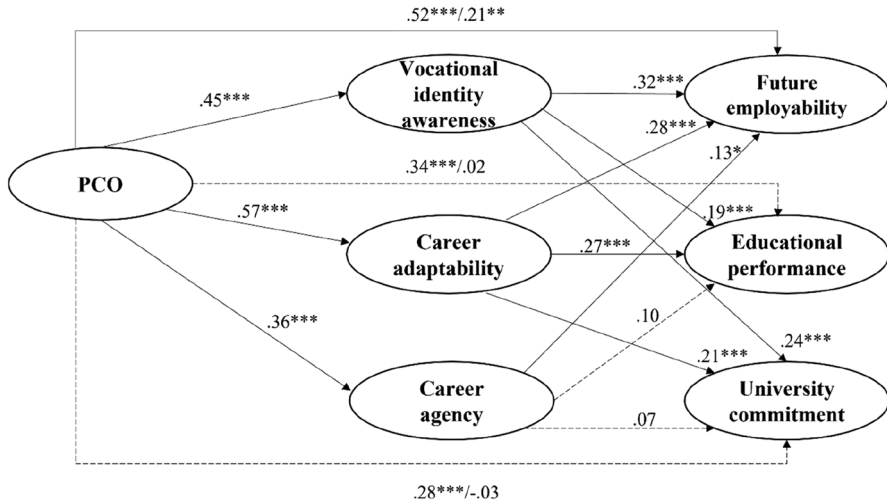 .52***/.21**
Vocational
identity
awareness
.32***
Future
employability
.45***
.28***
.13*
PCO
.34***/.02
.57***
.19***
Career
adaptability
.27***
Educational
performance
.36***
.10
.24***
.21***
Career
agency
University
commitment
.07
.28***/-.03